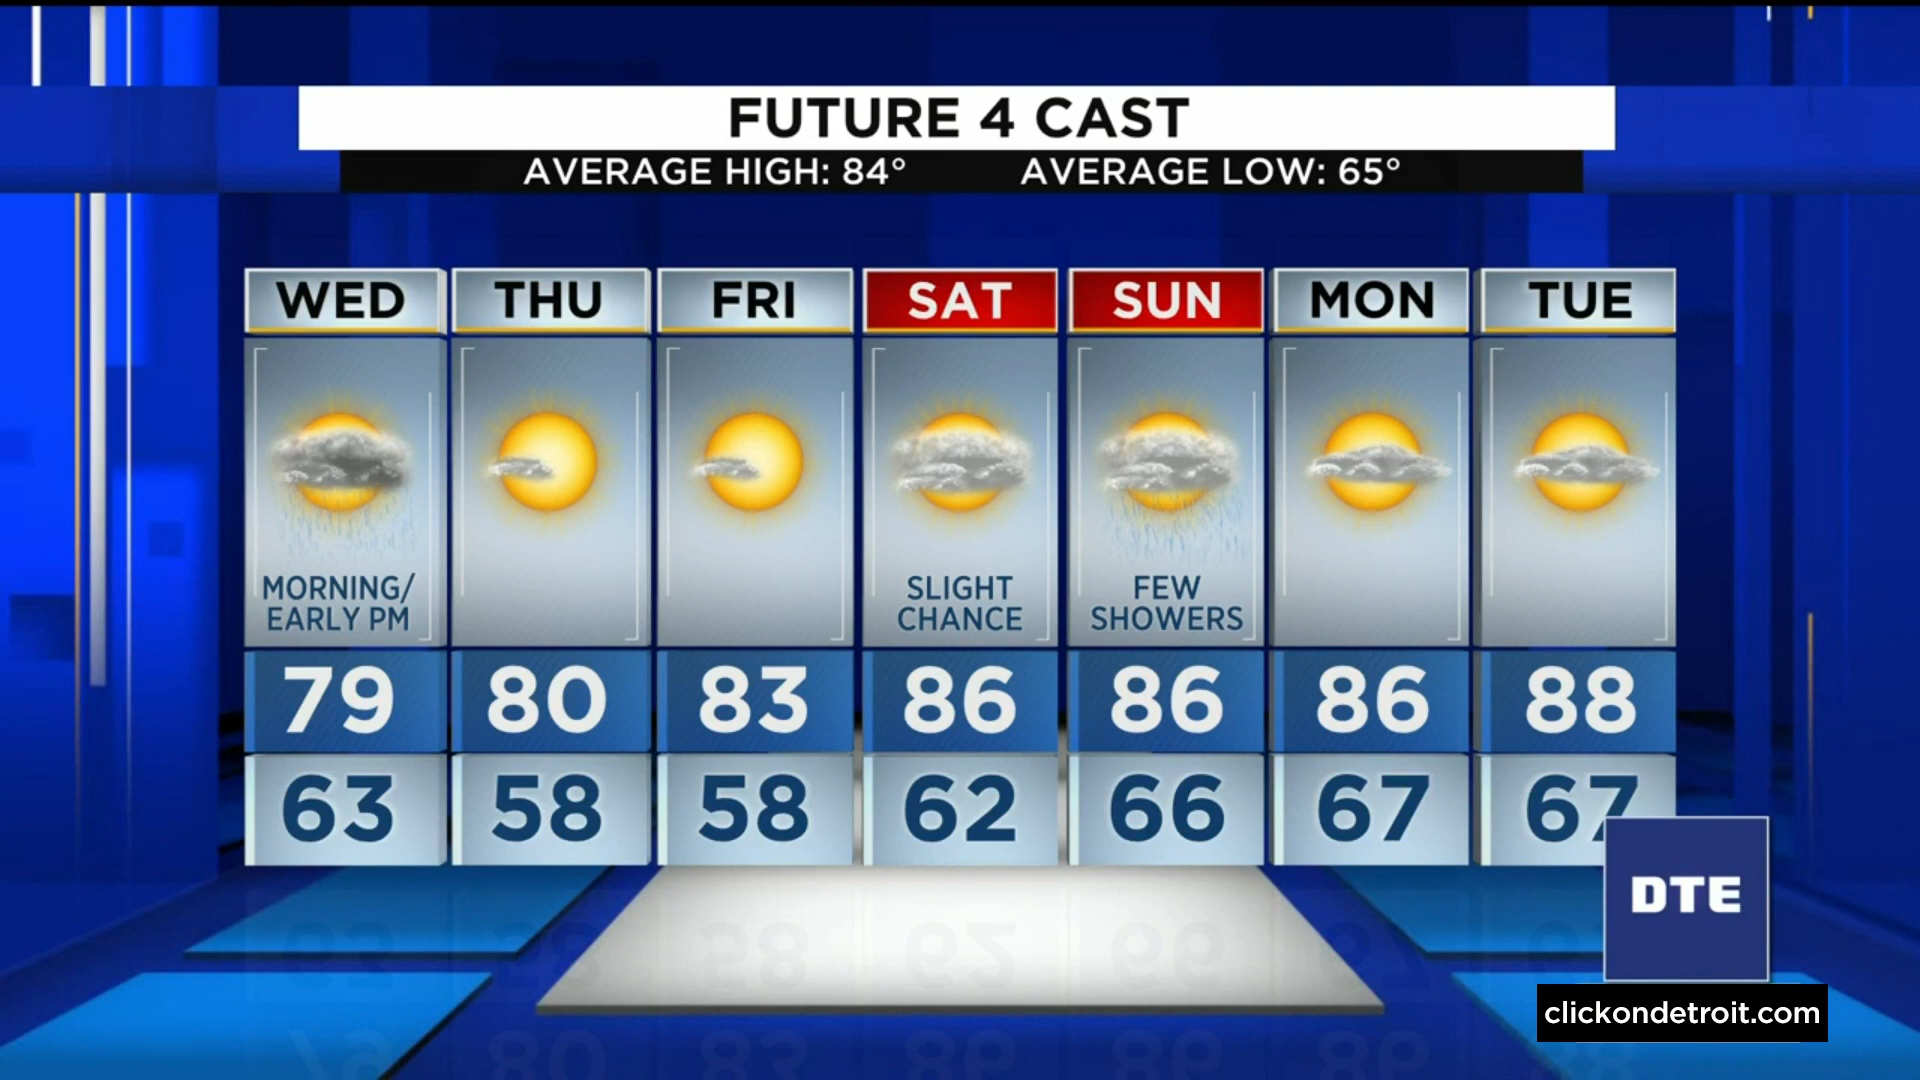 FUTURE 4 CAST
AVERAGE HIGH: 84° AVERAGE LOW: 65°
WED THU FRI SAT SUN MON TUE
MORNING/
EARLY PM
SLIGHT
CHANCE
FEW
SHOWERS
79 80 83 86 86 86 88
63 58 58 62 66 67 67
DTE
clickondetroit.com